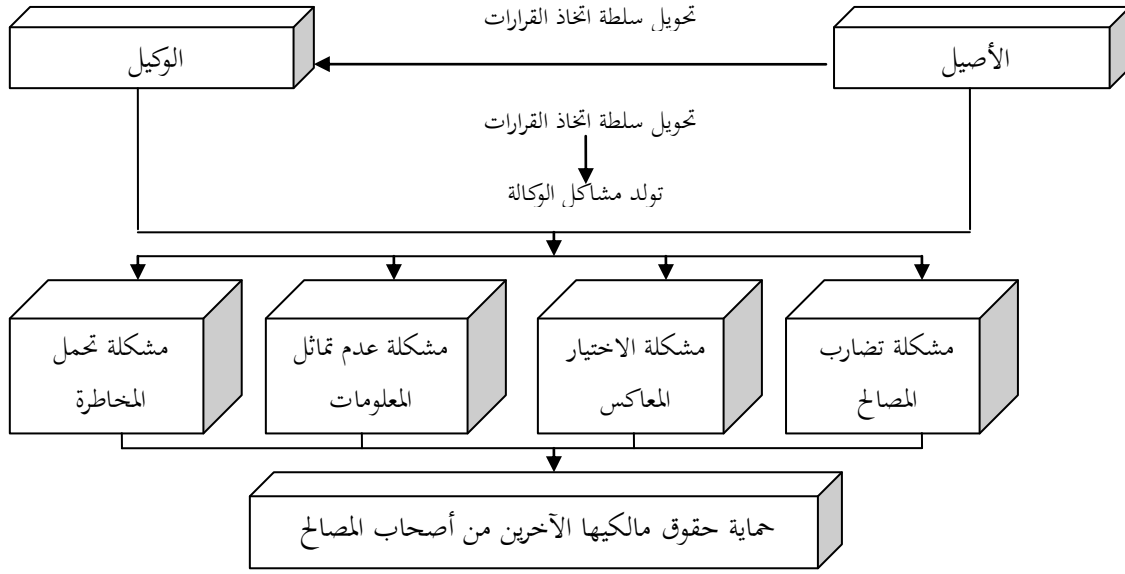 تحويل سلطة اتخاذ القرارات
الأصيل
الوكيل
تحويل سلطة اتخاذ القرارات
تولد مشاكل الوكالة
مشكلة تضارب
المصالح
مشكلة الاختيار
المعاكس
مشكلة عدم تماثل
المعلومات
مشكلة تحمل
المخاطرة
حماية حقوق مالكيها الآخرين من أصحاب المصالح